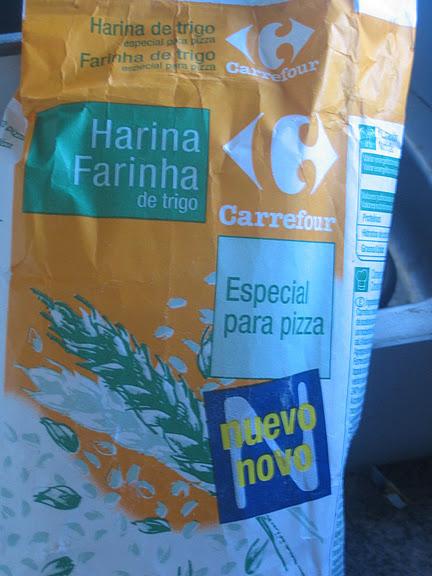 Harina de trigo
especial para pizza
Farinha de trigo
especial para pizza
Carrefour
Harina
Farinha
de trigo
Carrefour
Especial
para pizza
nuevo
novo